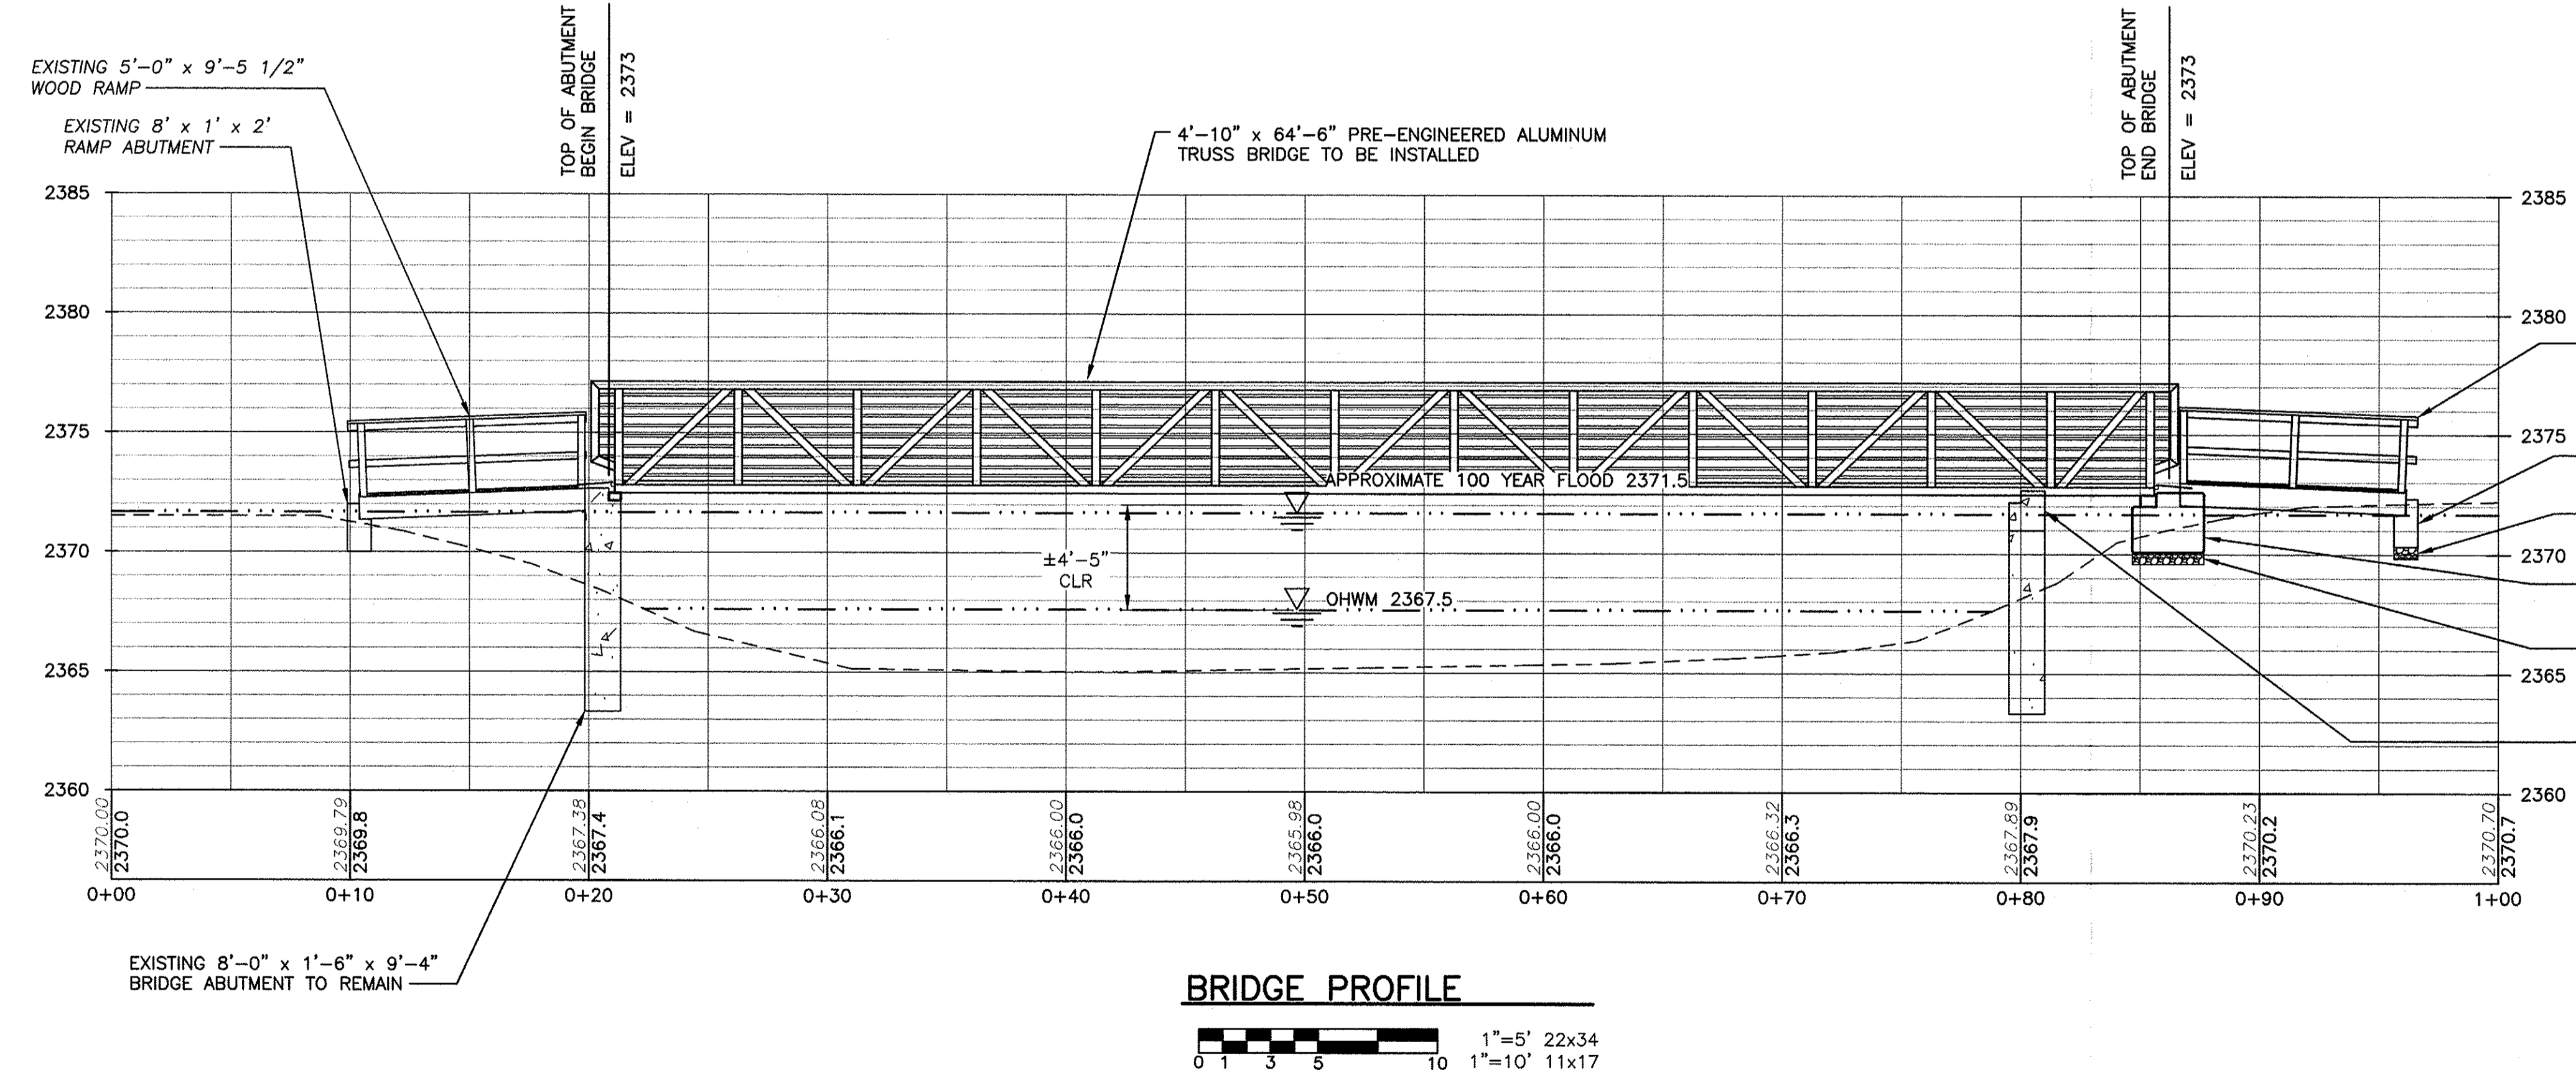 TOP OF ABUTMENT
BEGIN BRIDGE
ELEV = 2373
TOP OF ABUTMENT
END BRIDGE
ELEV = 2373
EXISTING 5'-0" x 9'-5 1/2"
WOOD RAMP
EXISTING 8' x 1' x 2'
RAMP ABUTMENT
4'-10" x 64'-6" PRE-ENGINEERED ALUMINUM
TRUSS BRIDGE TO BE INSTALLED
2385
2385
2380
2380
2375
2375
APPROXIMATE 100 YEAR FLOOD 2371.5
±4'-5"
CLR
2370
2370
OHWM 2367.5
2365
2365
2360
2360
2370.00
2370.0
2369.79
2369.8
2367.38
2367.4
2366.08
2366.1
2366.00
2366.0
2365.98
2366.0
2366.00
2366.0
2366.32
2366.3
2367.89
2367.9
2370.23
2370.2
2370.70
2370.7
0+00
0+10
0+20
0+30
0+40
0+50
0+60
0+70
0+80
0+90
1+00
EXISTING 8'-0" x 1'-6" x 9'-4"
BRIDGE ABUTMENT TO REMAIN
BRIDGE PROFILE
0 1 3 5 10
1"=5' 22x34
1"=10' 11x17